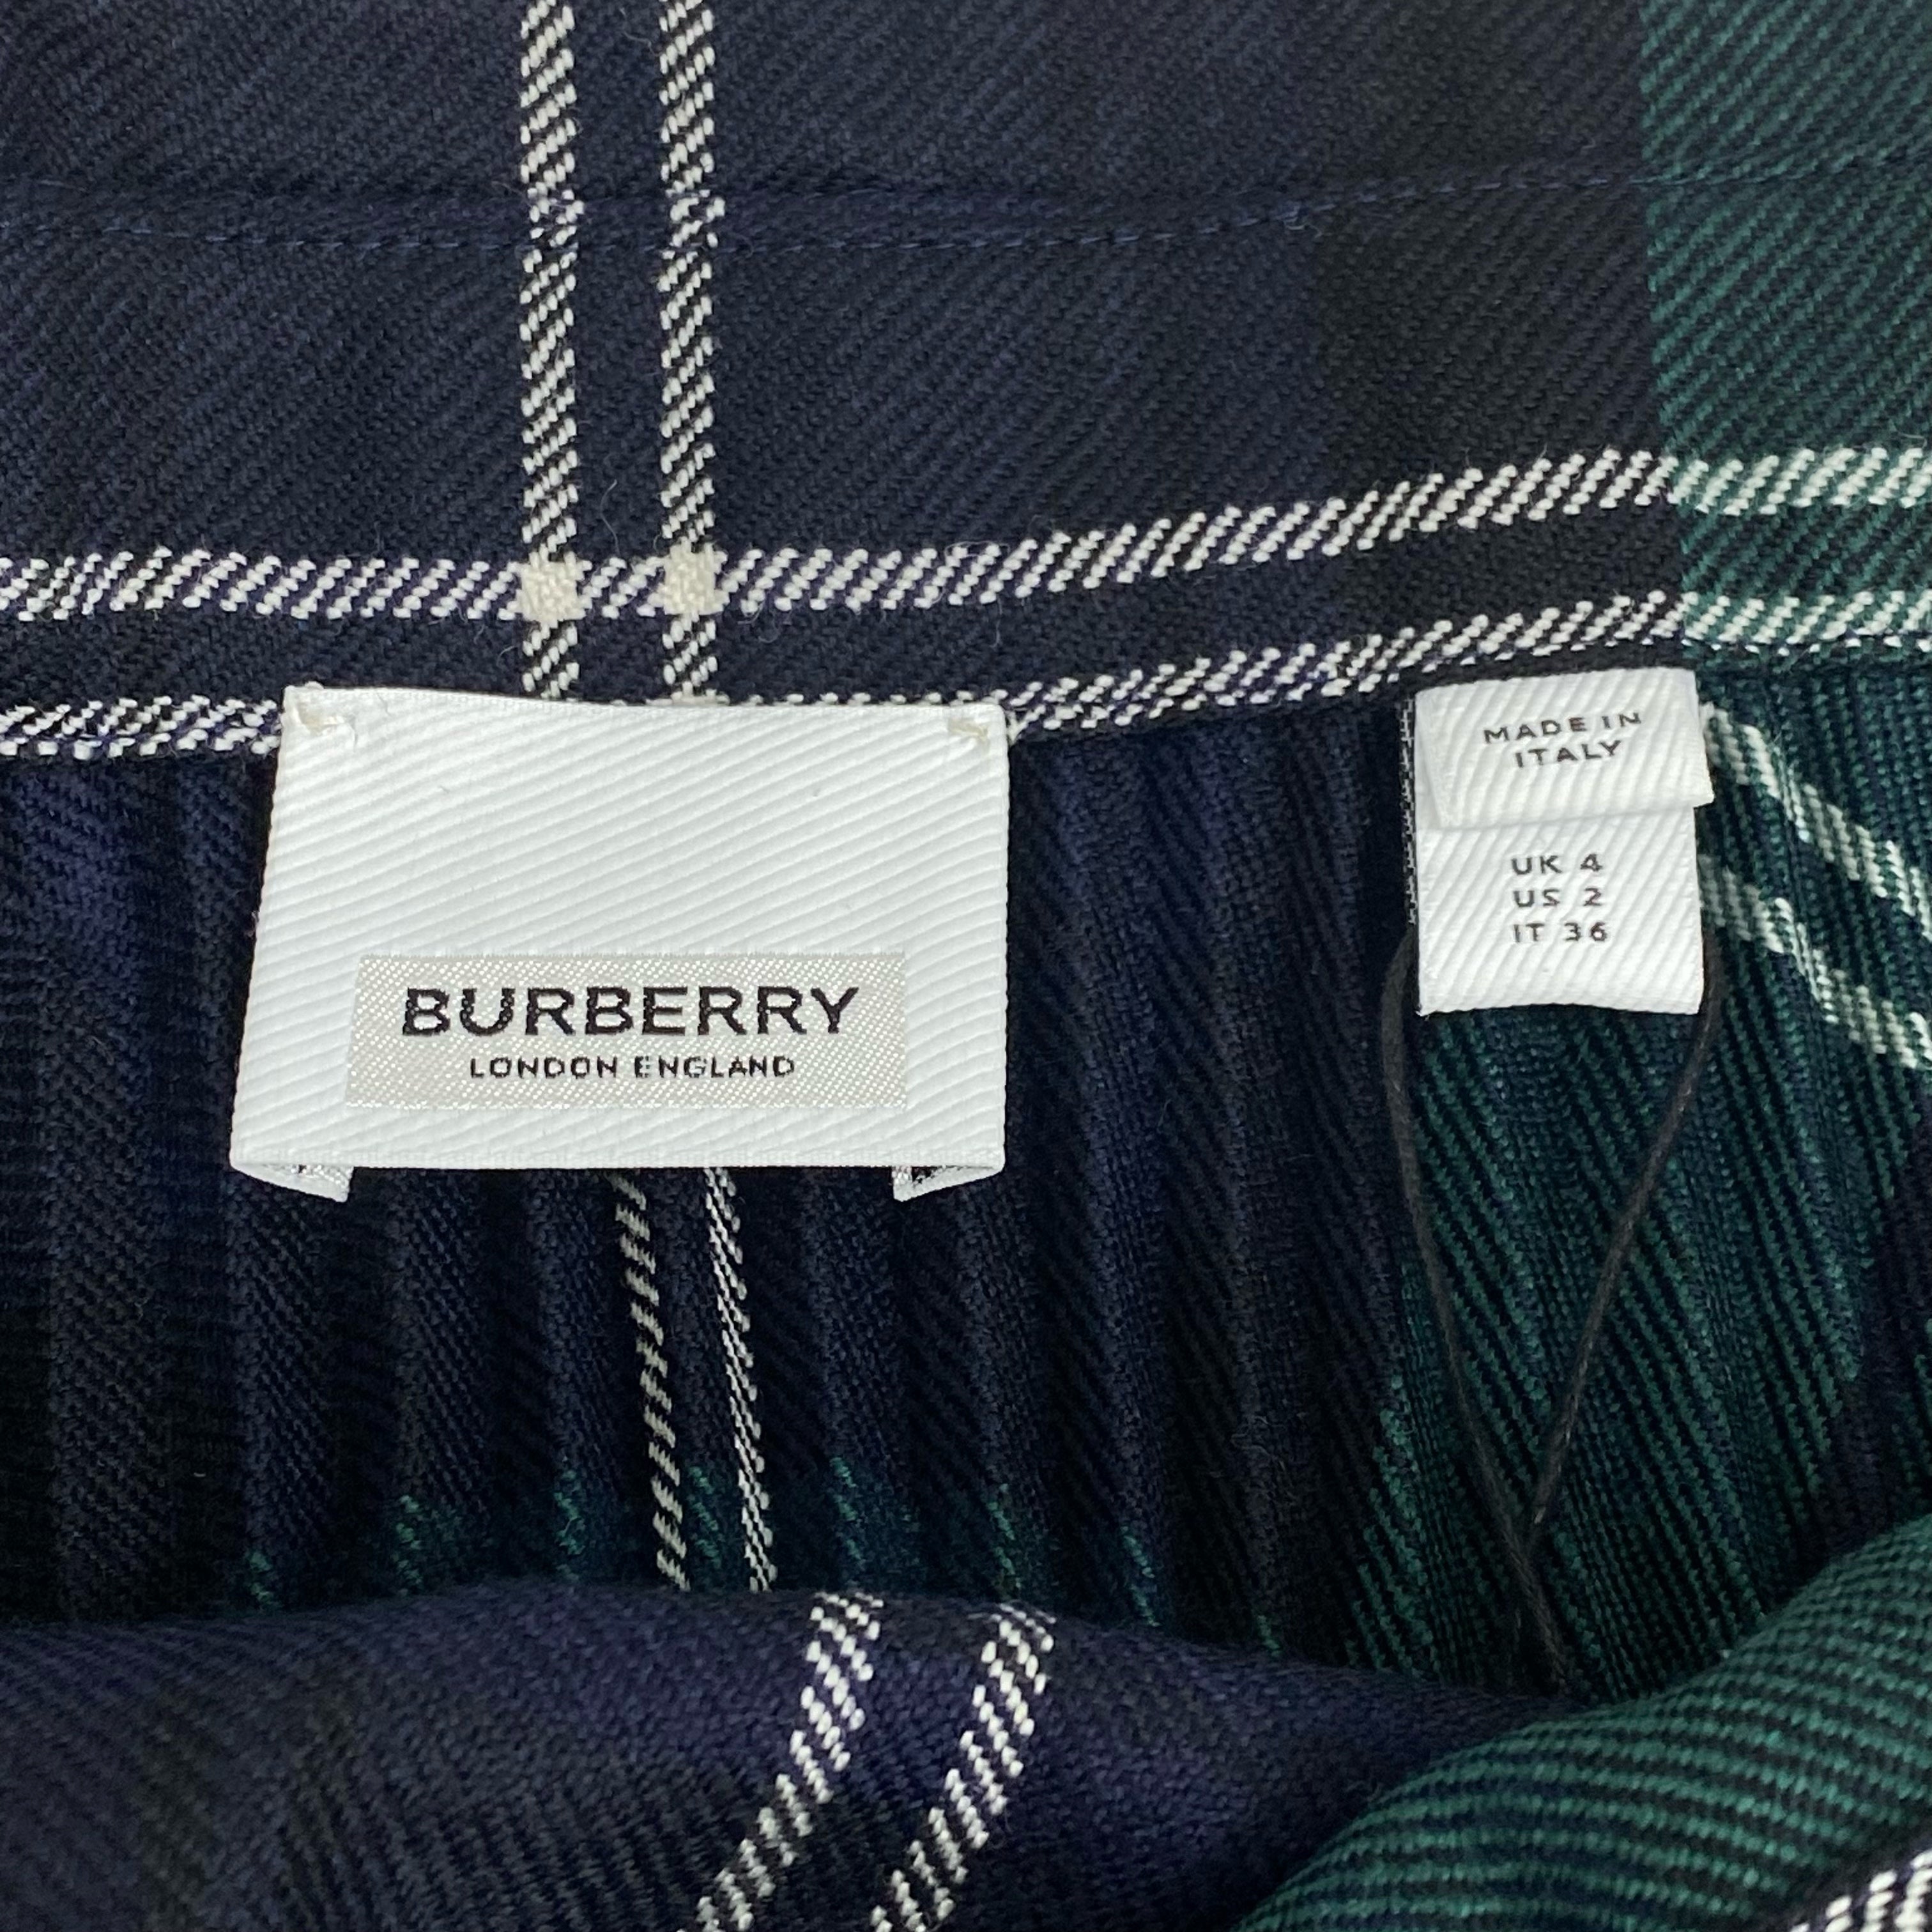 BURBERRY
LONDON ENGLAND
MADE IN
ITALY
UK 4
US 2
IT 36